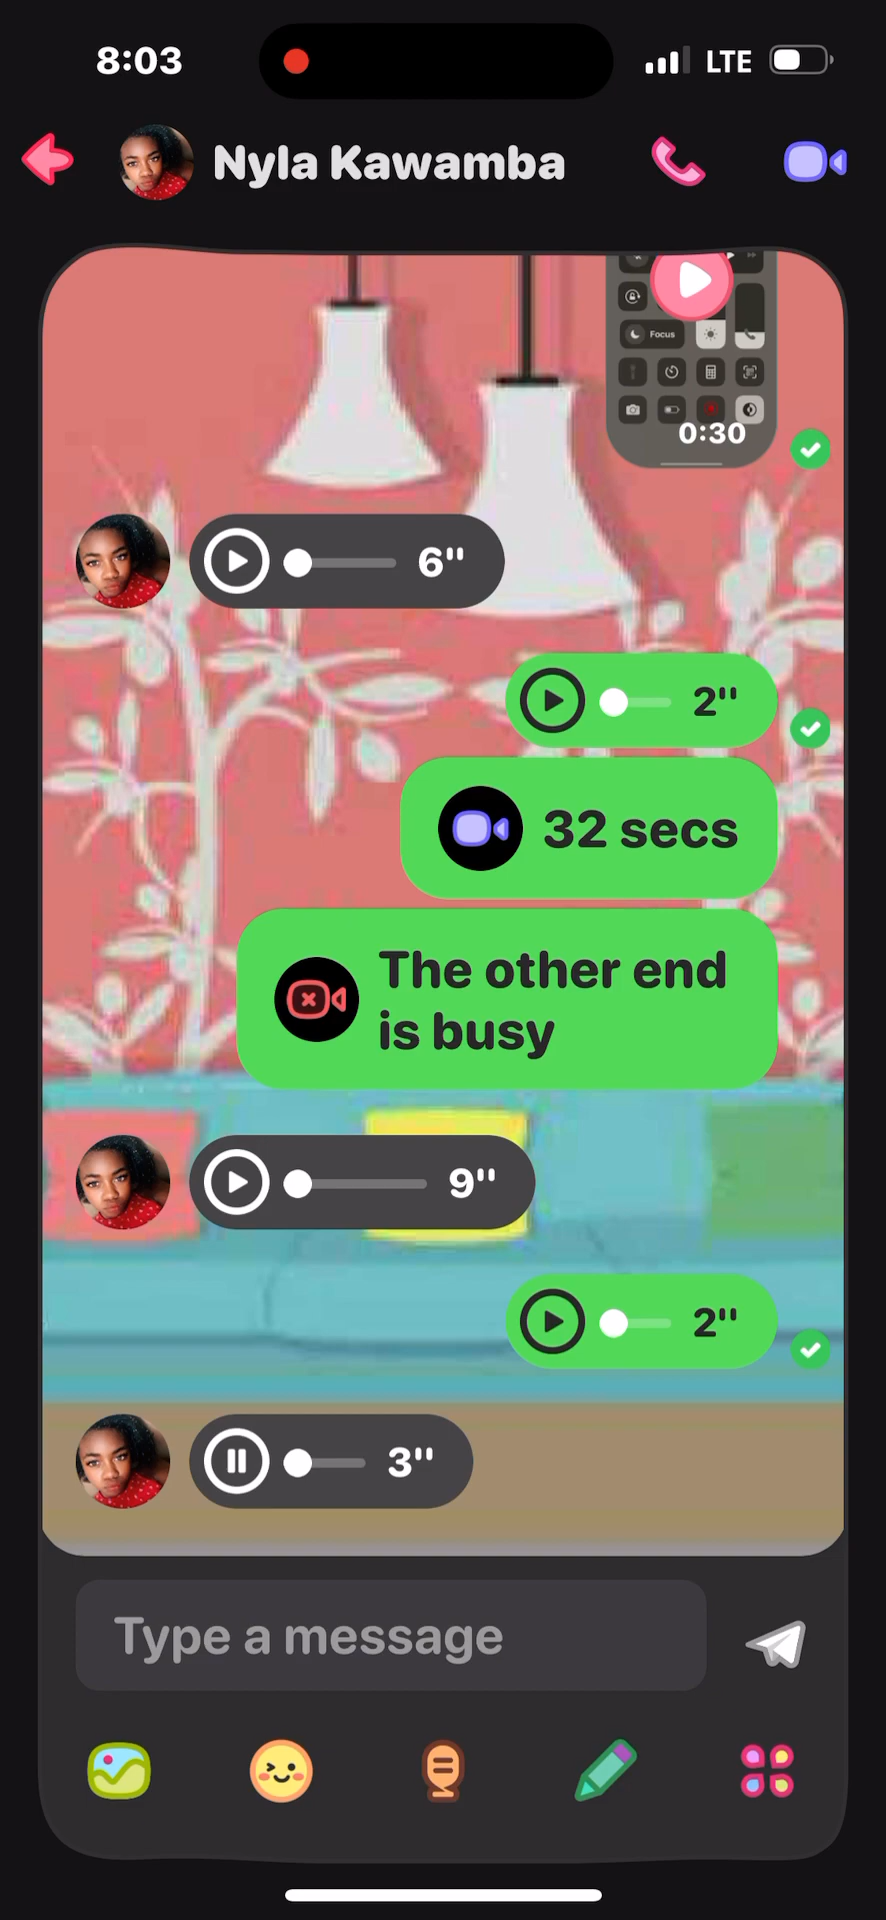 8:03
LTE
Nyla Kawamba
Focus
0:30
6''
2''
32 secs
The other end
is busy
9''
2''
3''
Type a message